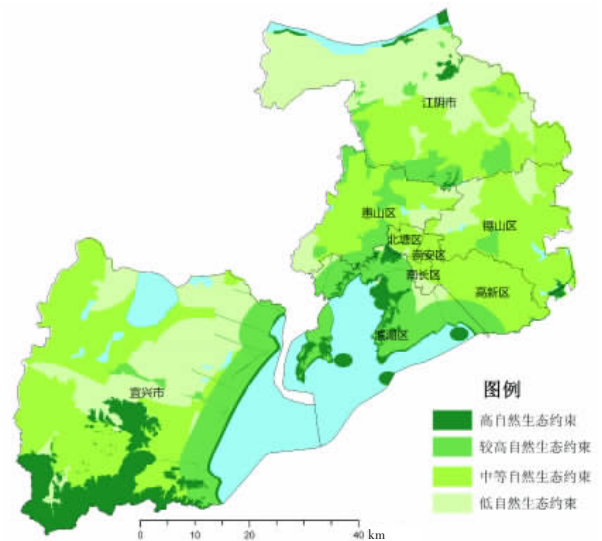 江阴市
惠山区
锡山区
北塘区
崇安区
南长区
高新区
滨湖区
宜兴市
图例
高自然生态约束
较高自然生态约束
中等自然生态约束
低自然生态约束
0 20 40 km